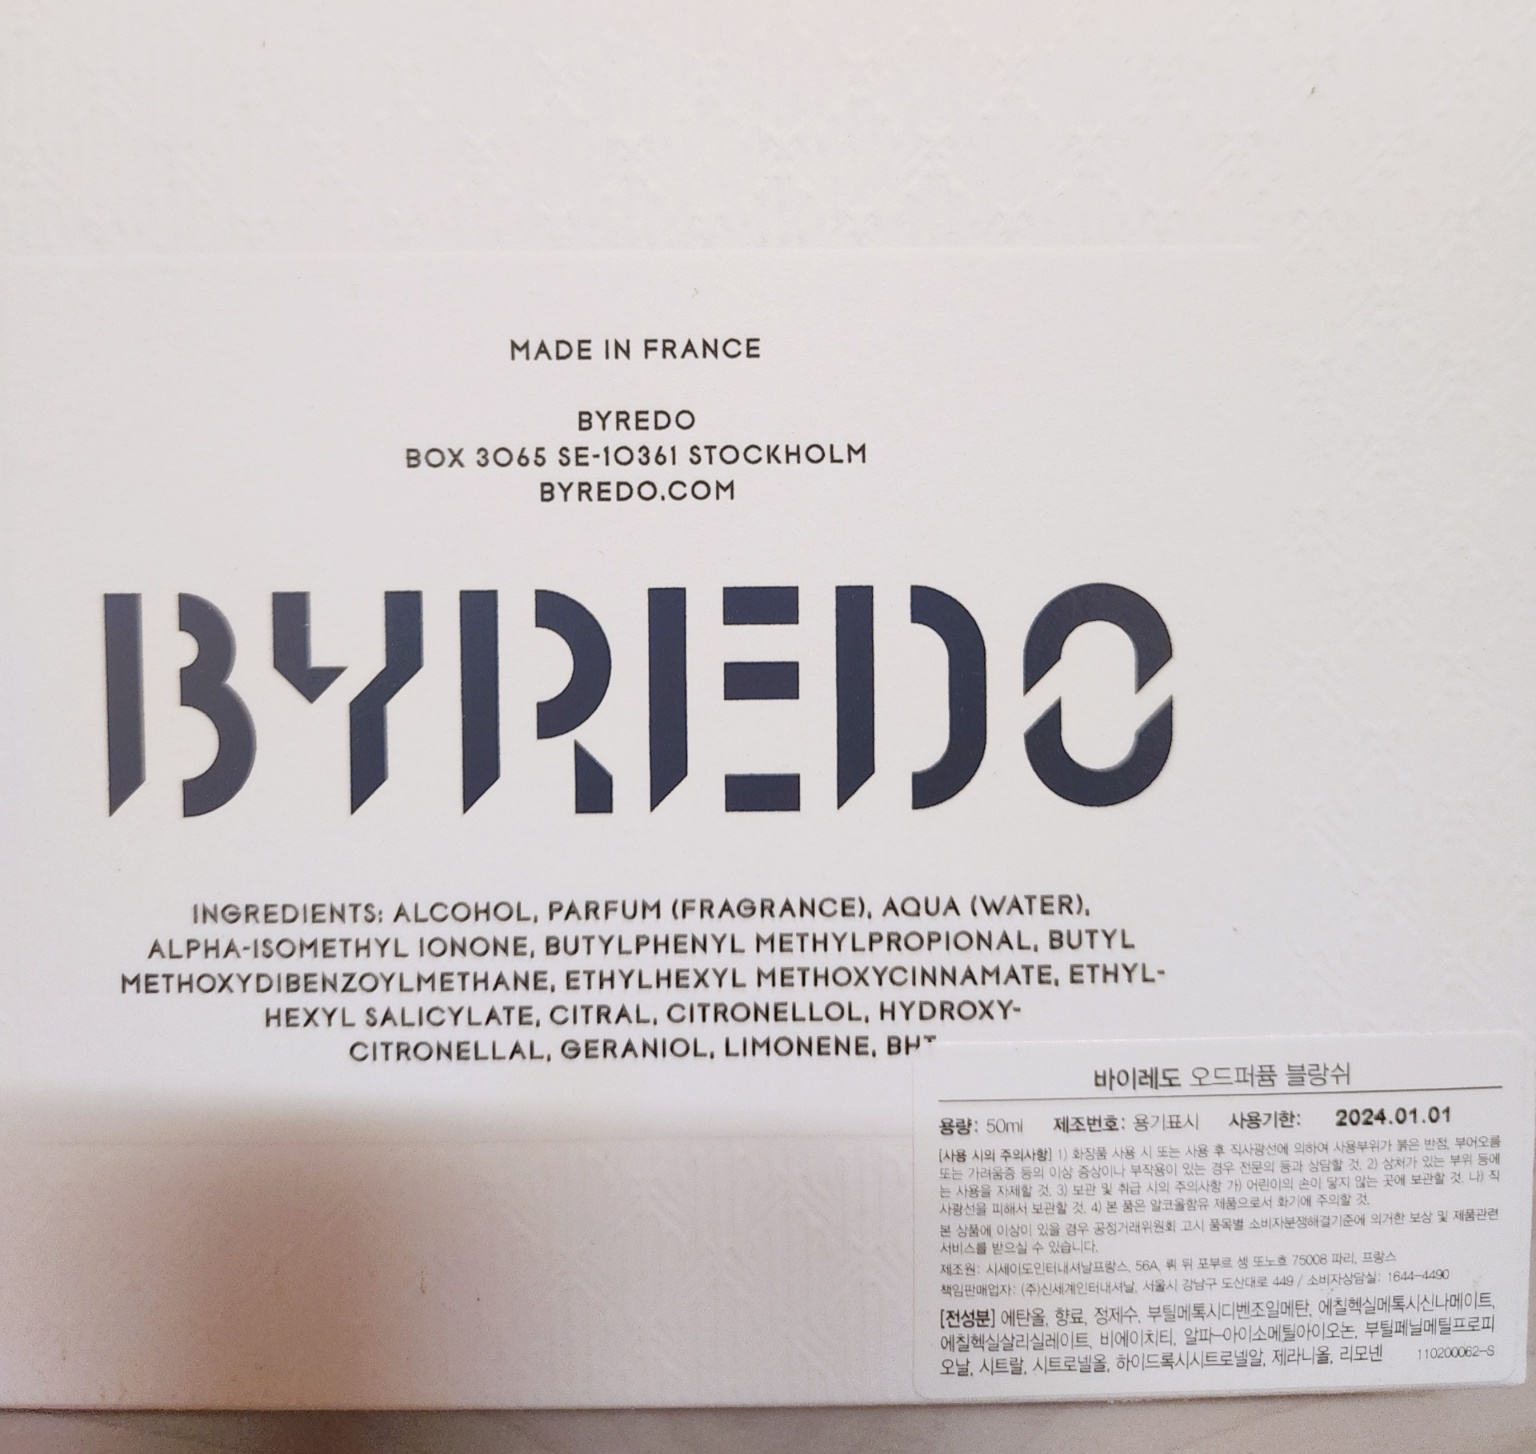 MADE IN FRANCE
BYREDO
BOX 3065 SE-10361 STOCKHOLM
BYREDO.COM
BYREDO
INGREDIENTS: ALCOHOL, PARFUM (FRAGRANCE), AQUA (WATER),
ALPHA-ISOMETHYL IONONE, BUTYLPHENYL METHYLPROPIONAL, BUTYL
METHOXYDIBENZOYLMETHANE, ETHYLHEXYL METHOXYCINNAMATE, ETHYL-
HEXYL SALICYLATE, CITRAL, CITRONELLOL, HYDROXY-
CITRONELLAL, GERANIOL, LIMONENE, BHT
바이레도 오드퍼퓸 블랑쉬
용량: 50ml 제조번호: 용기표시 사용기한: 2024.01.01
[사용 시의 주의사항] 1) 화장품 사용 시 또는 사용 후 직사광선에 의하여 사용부위가 붉은 반점, 부어오름
또는 가려움증 등의 이상 증상이나 부작용이 있는 경우 전문의 등과 상담할 것. 2) 상처가 있는 부위 등에
는 사용을 자제할 것. 3) 보관 및 취급 시의 주의사항 가) 어린이의 손이 닿지 않는 곳에 보관할 것. 나) 직
사광선을 피해서 보관할 것. 4) 본 품은 알코올함유 제품으로서 화기에 주의할 것.
본 상품에 이상이 있을 경우 공정거래위원회 고시 품목별 소비자분쟁해결기준에 의거한 보상 및 제품관련
서비스를 받으실 수 있습니다.
제조원: 시세이도인터내셔날프랑스, 56A, 뤼 뒤 포부르 생 또노호 75008 파리, 프랑스
책임판매업자: (주)신세계인터내셔날, 서울시 강남구 도산대로 449 / 소비자상담실: 1644-4490
[전성분] 에탄올, 향료, 정제수, 부틸메톡시디벤조일메탄, 에칠헥실메톡시신나메이트,
에칠헥실살리실레이트, 비에이치티, 알파-아이소메틸아이오논, 부틸페닐메틸프로피
오날, 시트랄, 시트로넬올, 하이드록시시트로넬알, 제라니올, 리모넨 110200062-S